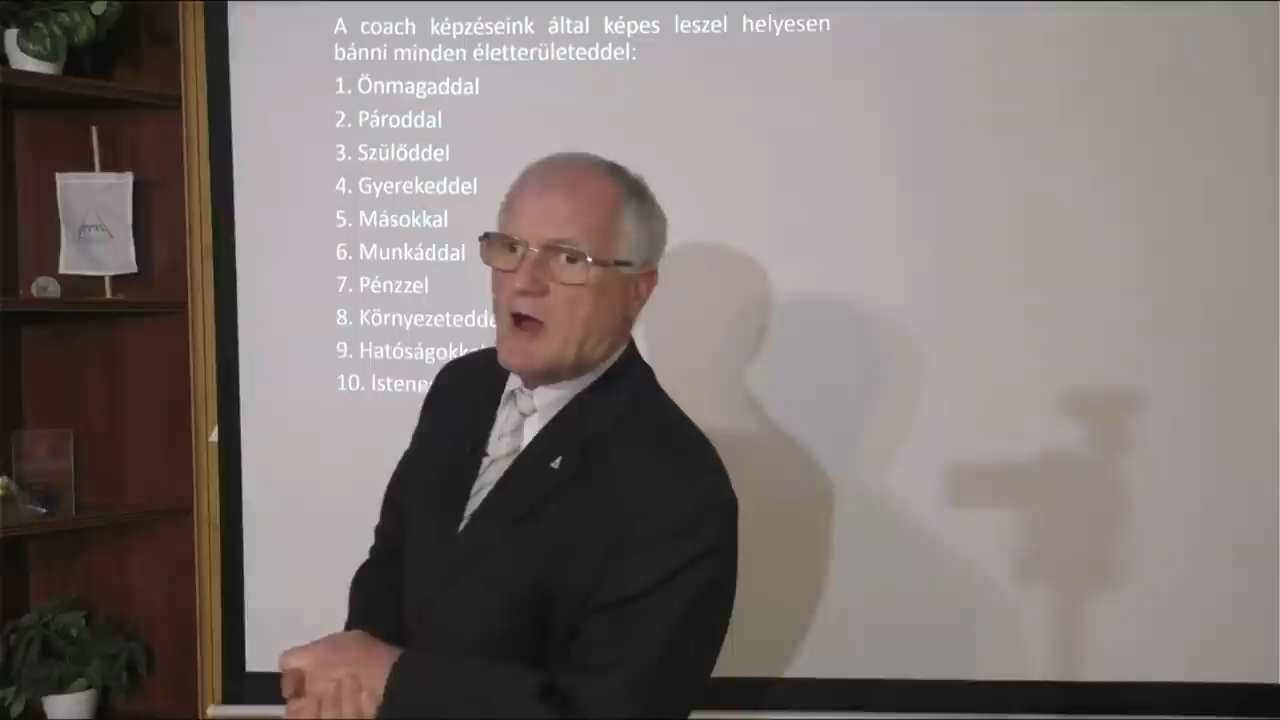 A coach képzéseink által képes leszel helyesen
bánni minden életterületeddel:
1. Önmagaddal
2. Pároddal
3. Szülőddel
4. Gyerekeddel
5. Másokkal
6. Munkáddal
7. Pénzzel
8.
9.
10.